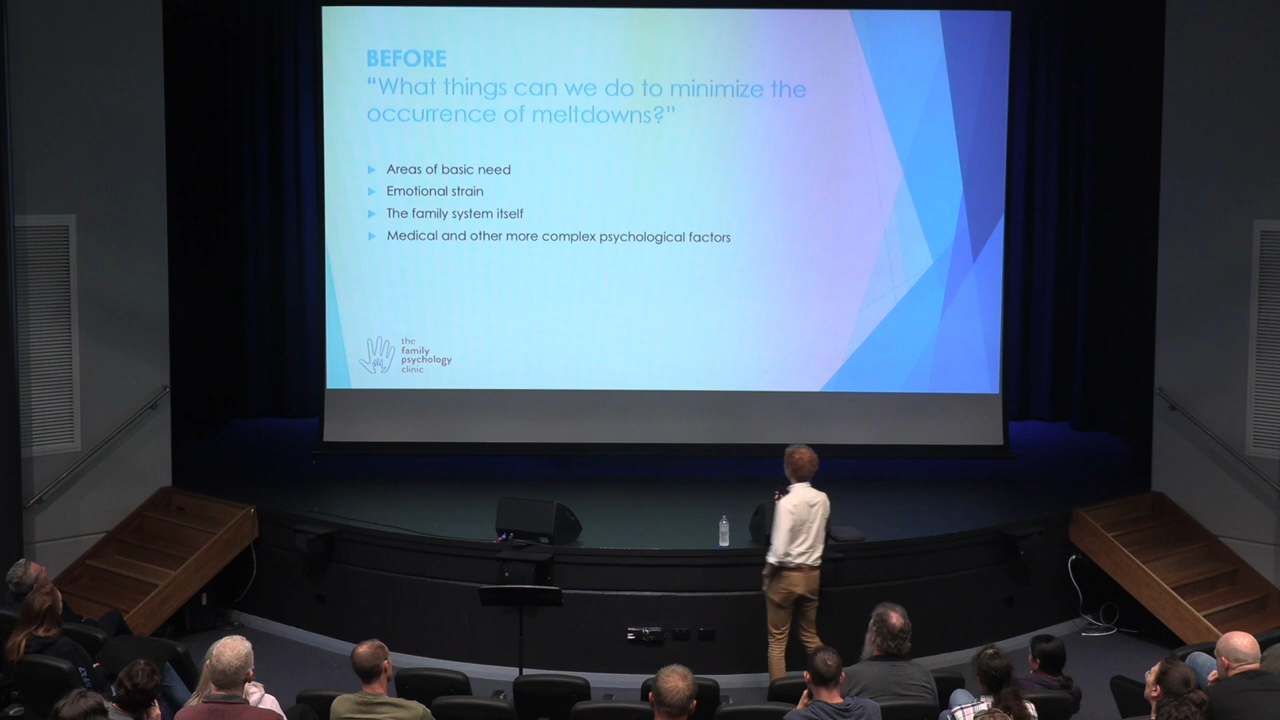 BEFORE
“What things can we do to minimize the
occurrence of meltdowns?”
Areas of basic need
Emotional strain
The family system itself
Medical and other more complex psychological factors
the
family
psychology
clinic